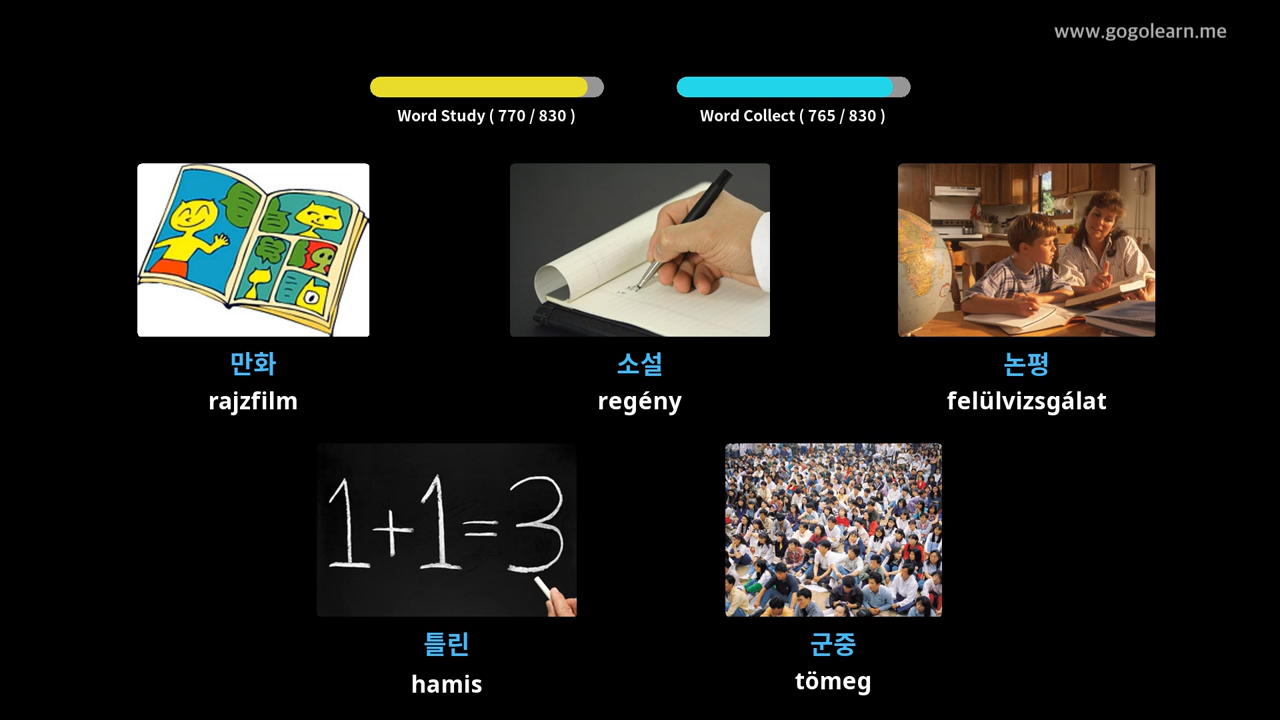 www.gogolearn.me
Word Study ( 770 / 830 )
Word Collect ( 765 / 830 )
만화
rajzfilm
소설
regény
논평
felülvizsgálat
1+1=3
틀린
hamis
군중
tömeg